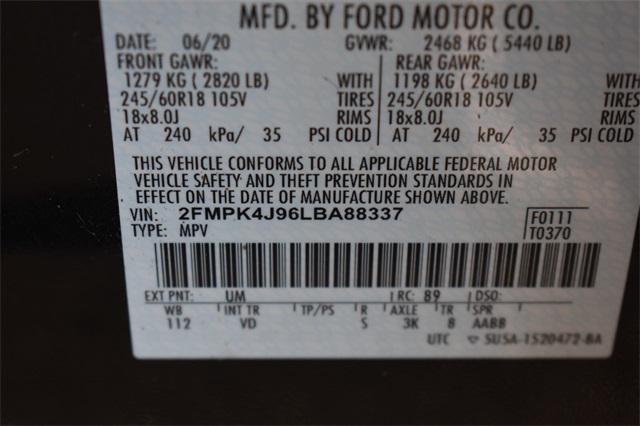 MFD. BY FORD MOTOR CO.
DATE: 06/20 GVWR: 2468 KG (5440 LB)
FRONT GAWR: REAR GAWR:
1279 KG (2820 LB) WITH 1198 KG (2640 LB) WITH
245/60R18 105V TIRES 245/60R18 105V TIRES
18x8.0J RIMS 18x8.0J RIMS
AT 240 kPa/ 35 PSI COLD AT 240 kPa/ 35 PSI COLD
THIS VEHICLE CONFORMS TO ALL APPLICABLE FEDERAL MOTOR
VEHICLE SAFETY AND THEFT PREVENTION STANDARDS IN
EFFECT ON THE DATE OF MANUFACTURE SHOWN ABOVE.
VIN: 2FMPK4J96LBA88337 F0111
TYPE: MPV T0370
EXT PNT: UM RC: 89 DSO:
WB INT TR TP/PS R AXLE TR SPR
112 VD S 3K 8 AABB
UTC 5U5A-1520472-BA